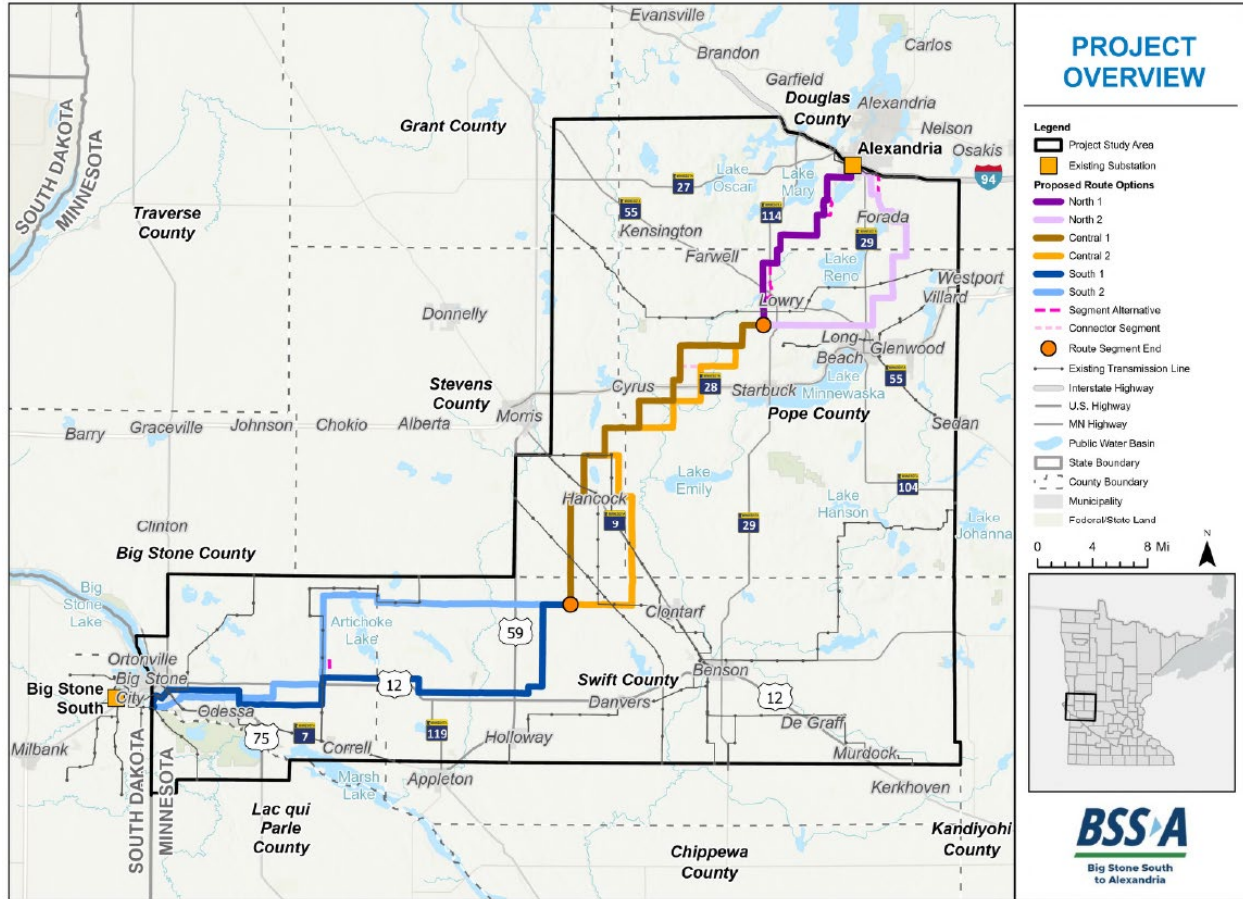 Evansville
Brandon
Carlos
Garfield
Douglas
County
Alexandria
Grant County
Nelson
Osakis
Alexandria
94
SOUTH DAKOTA
MINNESOTA
Lake
Oscar
Lake
Mary
27
55
114
Forada
29
Traverse
County
Kensington
Farwell
Lake
Reno
Westport
Villard
Lowry
Donnelly
Long
Beach
Glenwood
55
Stevens
County
Cyrus
28
Starbuck
Lake
Minnewaska
Pope County
Morris
Barry
Graceville
Johnson
Chokio
Alberta
Sedan
Lake
Emily
104
Hancock
9
Lake
Hanson
29
Lake
Johanna
Clinton
Big Stone County
Big
Stone
Lake
Artichoke
Lake
59
Clontarf
Ortonville
Big Stone
City
Big Stone
South
12
Swift County
Benson
12
Danvers
De Graff
Odessa
75
7
Correll
119
Holloway
Murdock
Milbank
Marsh
Lake
Appleton
Kerkhoven
SOUTH DAKOTA
MINNESOTA
Lac qui
Parle
County
Chippewa
County
Kandiyohi
County
PROJECT
OVERVIEW
Legend
Project Study Area
Existing Substation
Proposed Route Options
North 1
North 2
Central 1
Central 2
South 1
South 2
Segment Alternative
Connector Segment
Route Segment End
Existing Transmission Line
Interstate Highway
U.S. Highway
MN Highway
Public Water Basin
State Boundary
County Boundary
Municipality
Federal/State Land
N
0 4 8 Mi
BSS A
Big Stone South
to Alexandria